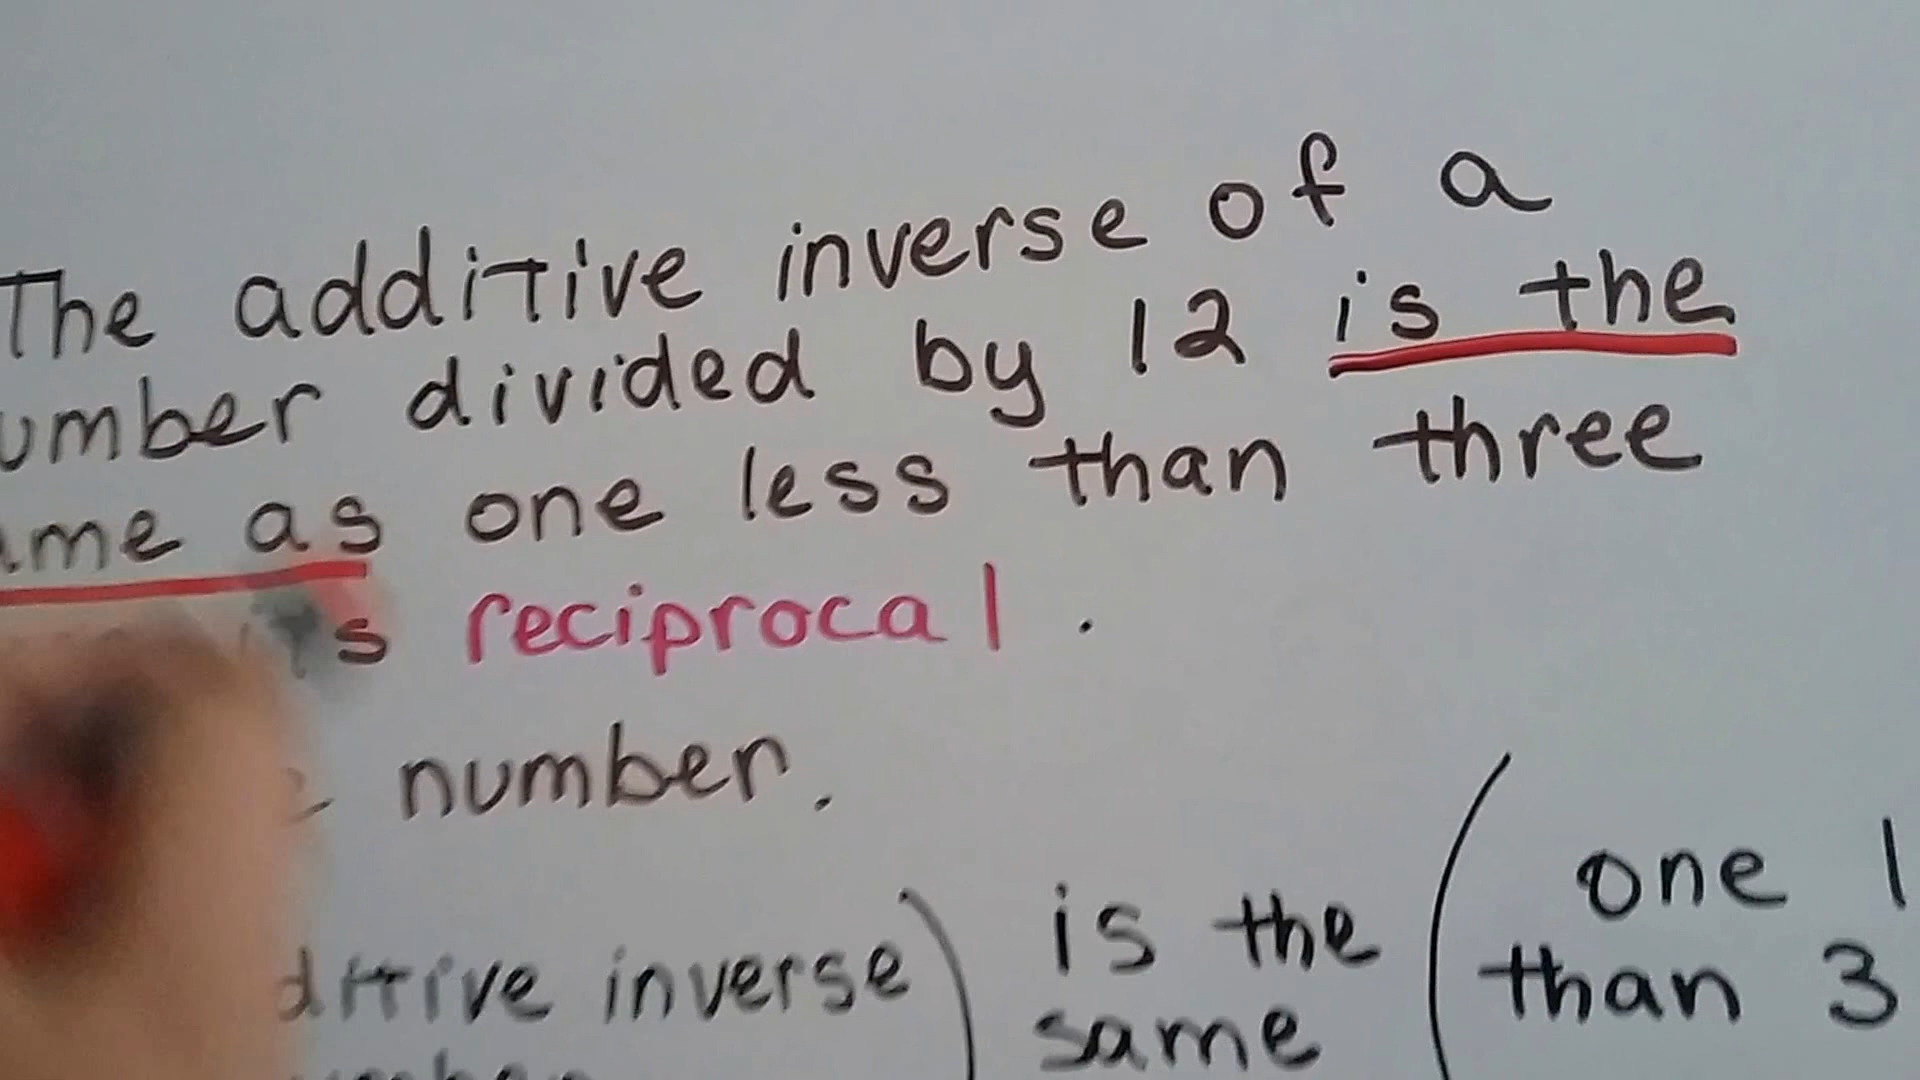 The additive inverse of a
umber divided by 12 is the
ame as one less than three
s reciprocal.
number.
ditive inverse
is the
same
one l
than 3